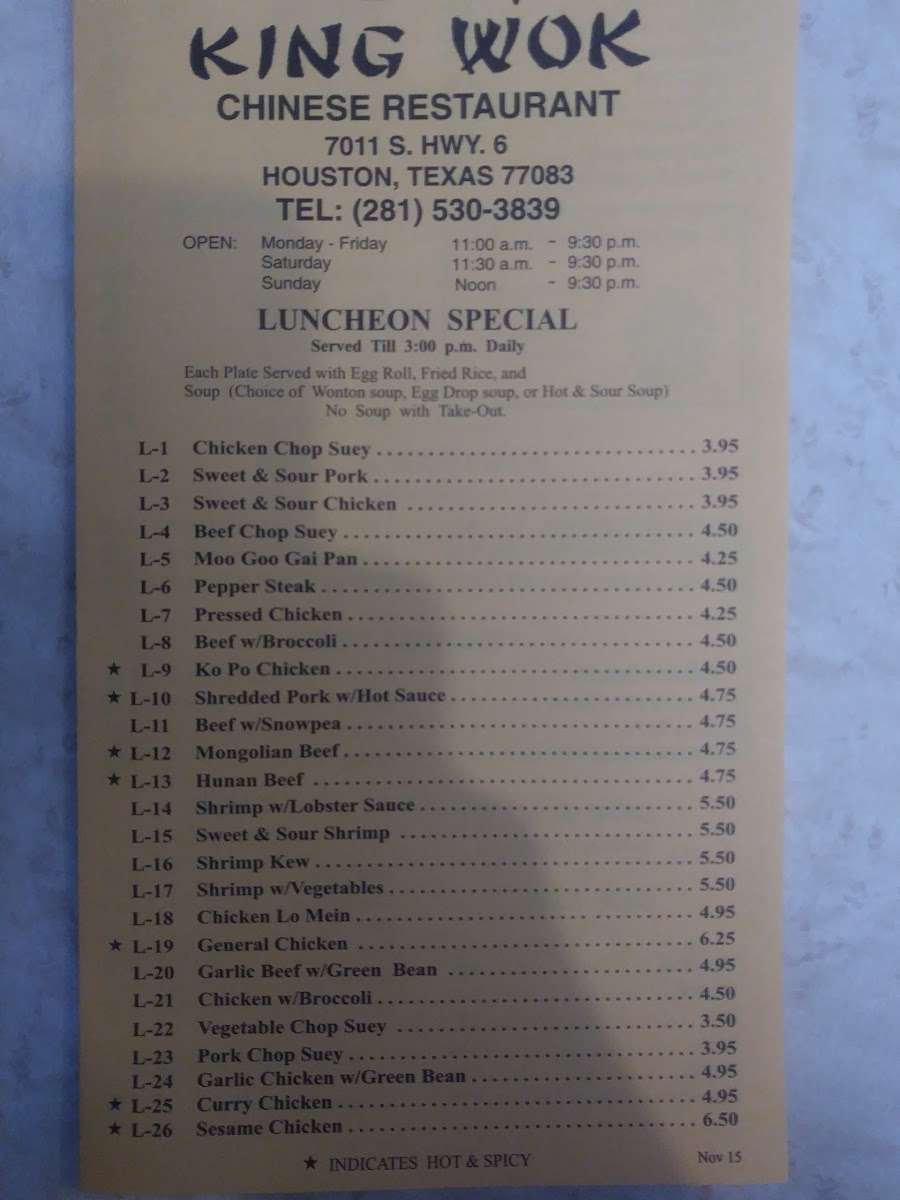 KING WOK
CHINESE RESTAURANT
7011 S. HWY. 6
HOUSTON, TEXAS 77083
TEL: (281) 530-3839
OPEN: Monday - Friday 11:00 a.m. - 9:30 p.m.
Saturday 11:30 a.m. - 9:30 p.m.
Sunday Noon - 9:30 p.m.
LUNCHEON SPECIAL
Served Till 3:00 p.m. Daily
Each Plate Served with Egg Roll, Fried Rice, and
Soup (Choice of Wonton soup, Egg Drop soup, or Hot & Sour Soup)
No Soup with Take-Out.
L-1 Chicken Chop Suey 3.95
L-2 Sweet & Sour Pork 3.95
L-3 Sweet & Sour Chicken 3.95
L-4 Beef Chop Suey 4.50
L-5 Moo Goo Gai Pan 4.25
L-6 Pepper Steak 4.50
L-7 Pressed Chicken 4.25
L-8 Beef w/Broccoli 4.50
★ L-9 Ko Po Chicken 4.50
★ L-10 Shredded Pork w/Hot Sauce 4.75
L-11 Beef w/Snowpea 4.75
★ L-12 Mongolian Beef 4.75
★ L-13 Hunan Beef 4.75
L-14 Shrimp w/Lobster Sauce 5.50
L-15 Sweet & Sour Shrimp 5.50
L-16 Shrimp Kew 5.50
L-17 Shrimp w/Vegetables 5.50
L-18 Chicken Lo Mein 4.95
★ L-19 General Chicken 6.25
L-20 Garlic Beef w/Green Bean 4.95
L-21 Chicken w/Broccoli 4.50
L-22 Vegetable Chop Suey 3.50
L-23 Pork Chop Suey 3.95
L-24 Garlic Chicken w/Green Bean 4.95
★ L-25 Curry Chicken 4.95
★ L-26 Sesame Chicken 6.50
★ INDICATES HOT & SPICY Nov 15